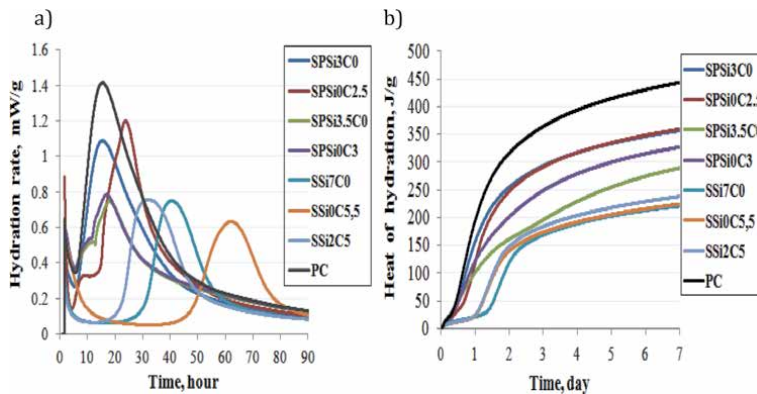 a)
b)
Hydration rate, mW/g
1.6
1.4
1.2
1
0.8
0.6
0.4
0.2
0
0 10 20 30 40 50 60 70 80 90
Time, hour
SPSi3C0
SPSi0C2.5
SPSi3.5C0
SPSi0C3
SSi7C0
SSi0C5,5
SSi2C5
PC
Heat of hydration, J/g
500
450
400
350
300
250
200
150
100
50
0
0 1 2 3 4 5 6 7
Time, day
SPSi3C0
SPSi0C2.5
SPSi3.5C0
SPSi0C3
SSi7C0
SSi0C5,5
SSi2C5
PC